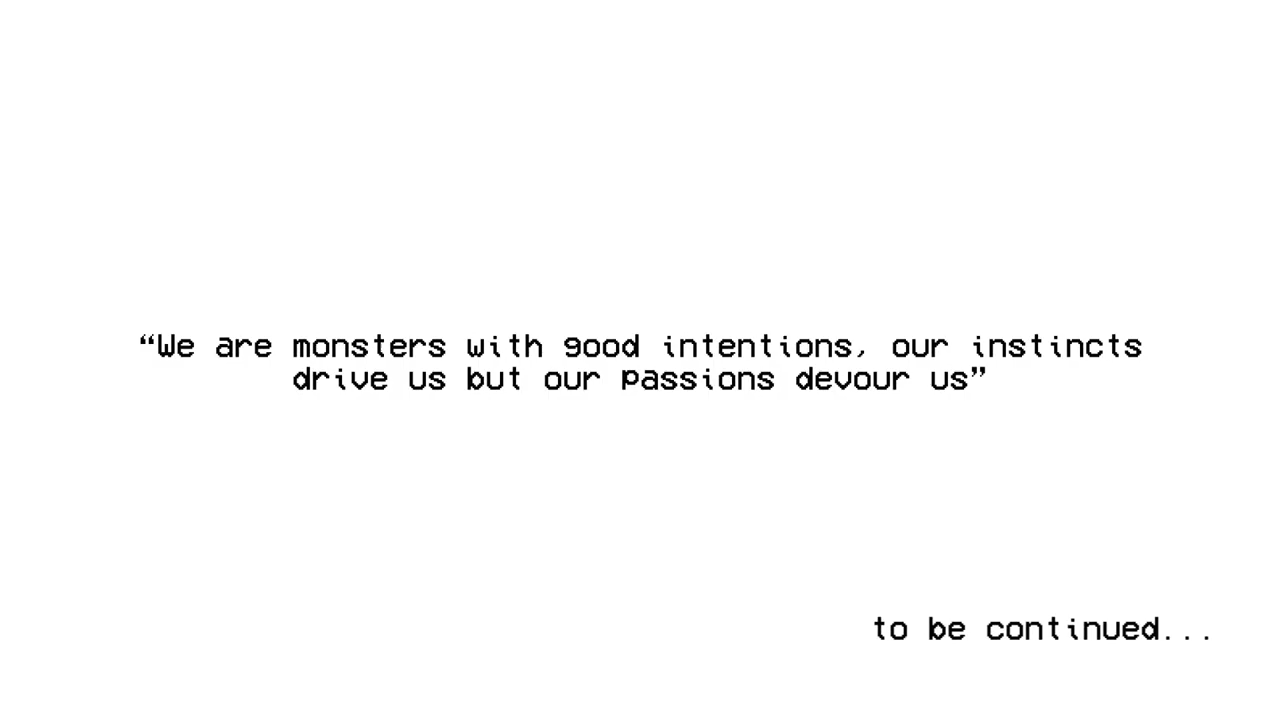 “We are monsters with good intentions, our instincts
drive us but our passions devour us”
to be continued...